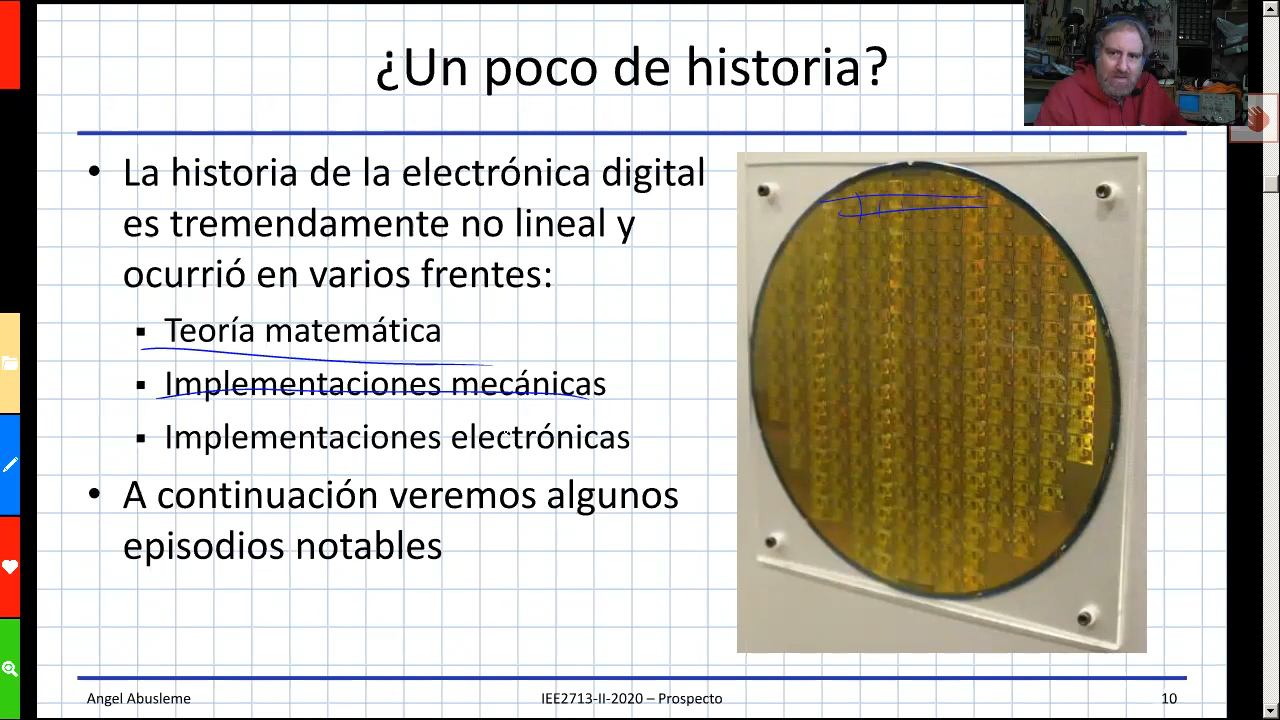 ¿Un poco de historia?
• La historia de la electrónica digital
es tremendamente no lineal y
ocurrió en varios frentes:
▪ Teoría matemática
▪ Implementaciones mecánicas
▪ Implementaciones electrónicas
• A continuación veremos algunos
episodios notables
Angel Abusleme
IEE2713-II-2020 – Prospecto
10